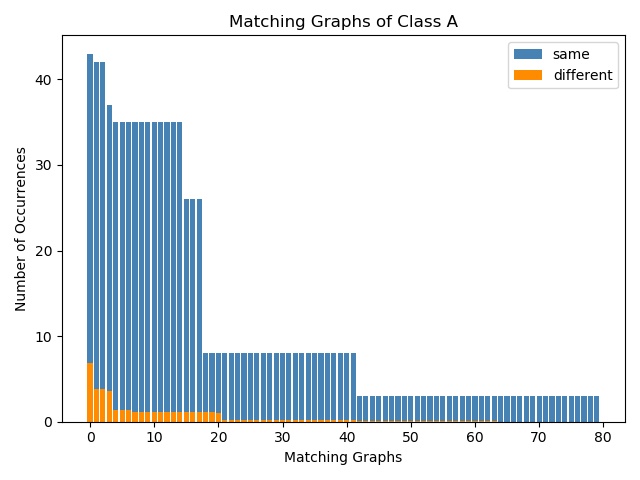 Matching Graphs of Class A
same
different
Number of Occurrences
40
30
20
10
0
0 10 20 30 40 50 60 70 80
Matching Graphs